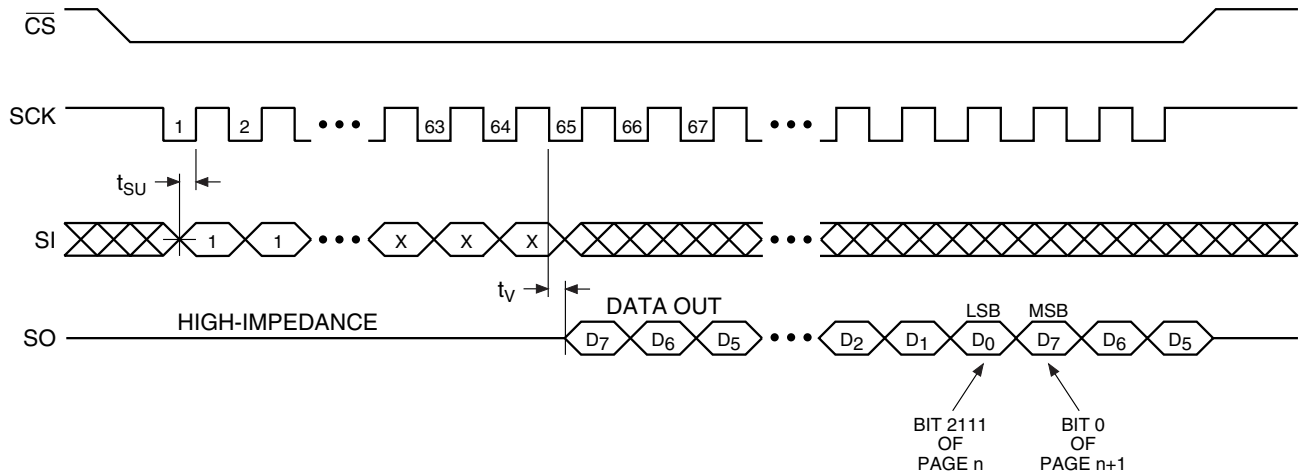 CS
SCK
1 2 ••• 63 64 65 66 67 •••
tSU
SI
1 1 ••• X X X •••
tV
DATA OUT
HIGH-IMPEDANCE
LSB MSB
SO
D7 D6 D5 ••• D2 D1 D0 D7 D6 D5
BIT 2111
OF
PAGE n
BIT 0
OF
PAGE n+1